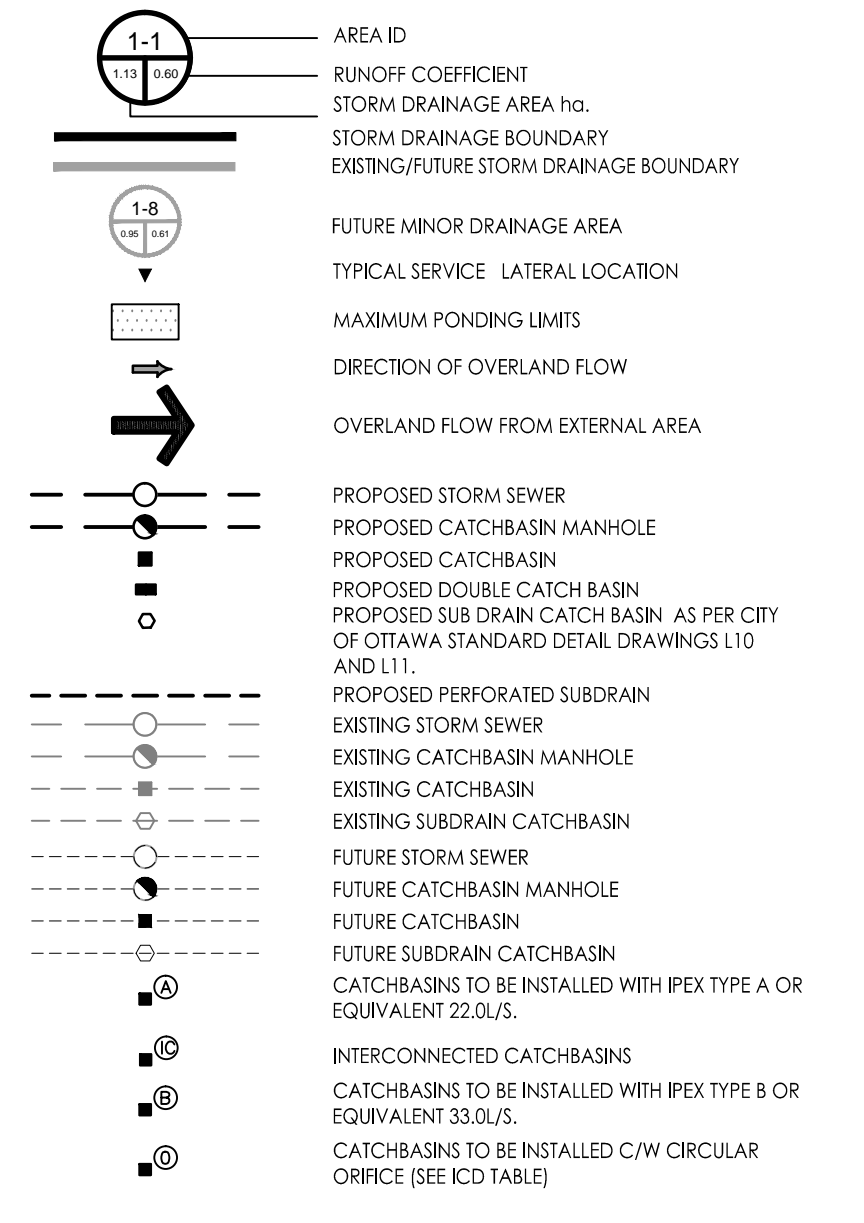 1-1
1.13 0.60
AREA ID
RUNOFF COEFFICIENT
STORM DRAINAGE AREA ha.
STORM DRAINAGE BOUNDARY
EXISTING/FUTURE STORM DRAINAGE BOUNDARY
1-8
0.95 0.61
FUTURE MINOR DRAINAGE AREA
TYPICAL SERVICE LATERAL LOCATION
MAXIMUM PONDING LIMITS
DIRECTION OF OVERLAND FLOW
OVERLAND FLOW FROM EXTERNAL AREA
PROPOSED STORM SEWER
PROPOSED CATCHBASIN MANHOLE
PROPOSED CATCHBASIN
PROPOSED DOUBLE CATCH BASIN
PROPOSED SUB DRAIN CATCH BASIN AS PER CITY
OF OTTAWA STANDARD DETAIL DRAWINGS L10
AND L11.
PROPOSED PERFORATED SUBDRAIN
EXISTING STORM SEWER
EXISTING CATCHBASIN MANHOLE
EXISTING CATCHBASIN
EXISTING SUBDRAIN CATCHBASIN
FUTURE STORM SEWER
FUTURE CATCHBASIN MANHOLE
FUTURE CATCHBASIN
FUTURE SUBDRAIN CATCHBASIN
A
CATCHBASINS TO BE INSTALLED WITH IPEX TYPE A OR
EQUIVALENT 22.0L/S.
IC
INTERCONNECTED CATCHBASINS
B
CATCHBASINS TO BE INSTALLED WITH IPEX TYPE B OR
EQUIVALENT 33.0L/S.
O
CATCHBASINS TO BE INSTALLED C/W CIRCULAR
ORIFICE (SEE ICD TABLE)